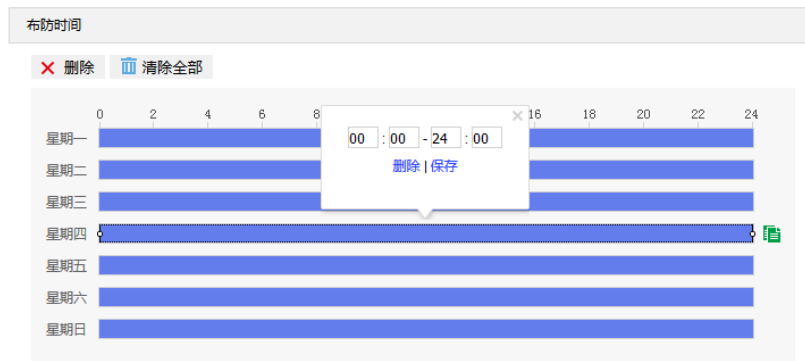 布防时间
删除 清除全部
0 2 4 6 8 16 18 20 22 24
00 : 00 - 24 : 00
删除 | 保存
星期一
星期二
星期三
星期四
星期五
星期六
星期日